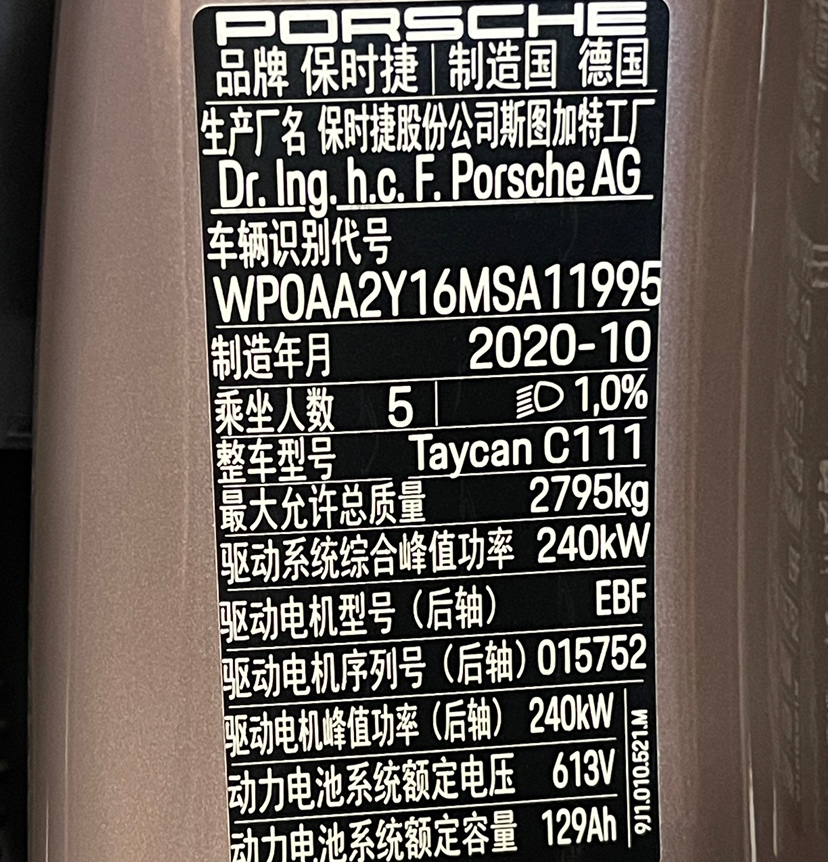 PORSCHE
品牌 保时捷 制造国 德国
生产厂名 保时捷股份公司斯图加特工厂
Dr. Ing. h.c. F. Porsche AG
车辆识别代号
WP0AA2Y16MSA11995
制造年月 2020-10
乘坐人数 5 1,0%
整车型号 Taycan C111
最大允许总质量 2795kg
驱动系统综合峰值功率 240kW
驱动电机型号（后轴） EBF
驱动电机序列号（后轴） 015752
驱动电机峰值功率（后轴） 240kW
动力电池系统额定电压 613V
动力电池系统额定容量 129Ah
9J1.010.521.M